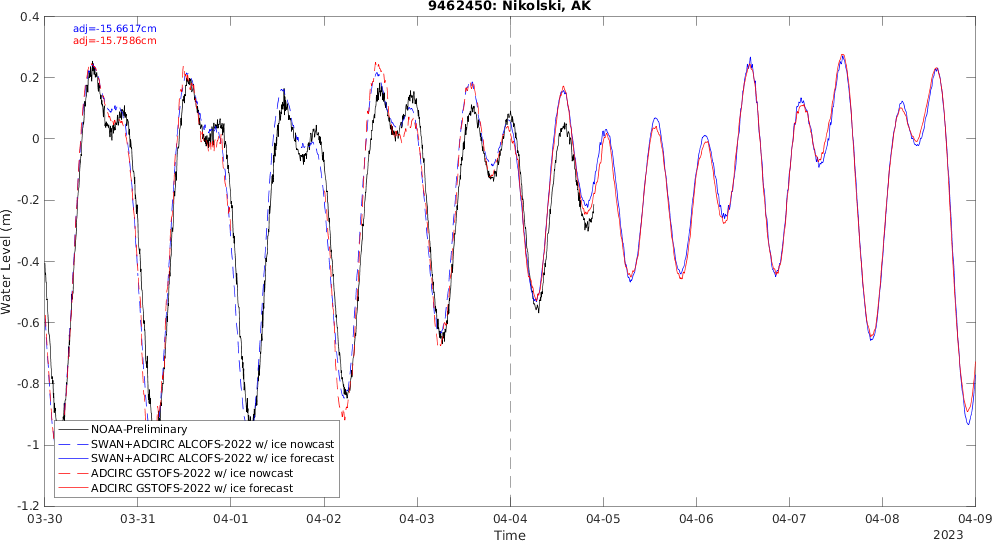 9462450: Nikolski, AK
adj=-15.6617cm
adj=-15.7586cm
0.4
0.2
0
-0.2
-0.4
-0.6
-0.8
-1
-1.2
Water Level (m)
NOAA-Preliminary
SWAN+ADCIRC ALCOFS-2022 w/ ice nowcast
SWAN+ADCIRC ALCOFS-2022 w/ ice forecast
ADCIRC GSTOFS-2022 w/ ice nowcast
ADCIRC GSTOFS-2022 w/ ice forecast
03-30 03-31 04-01 04-02 04-03 04-04 04-05 04-06 04-07 04-08 04-09
Time
2023